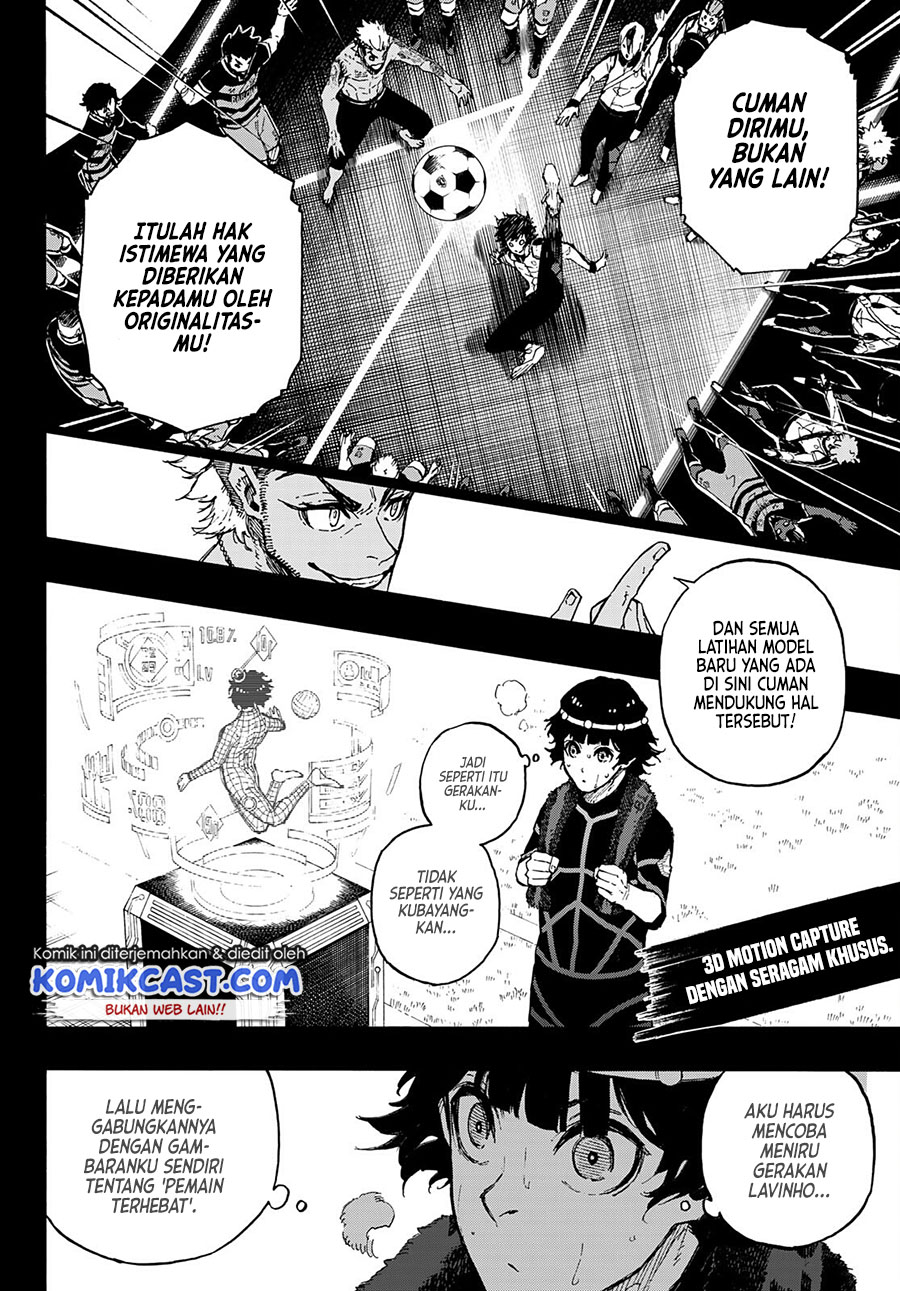 CUMAN
DIRIMU,
BUKAN
YANG LAIN!
ITULAH HAK
ISTIMEWA YANG
DIBERIKAN
KEPADAMU OLEH
ORIGINALITAS-
MU!
DAN SEMUA
LATIHAN MODEL
BARU YANG ADA
DI SINI CUMAN
MENDUKUNG HAL
TERSEBUT!
10.8%
LV
JADI
SEPERTI ITU
GERAKAN-
KU...
TIDAK
SEPERTI YANG
KUBAYANG-
KAN...
3D MOTION CAPTURE
DENGAN SERAGAM KHUSUS.
Komik ini diterjemahkan & diedit oleh
KOMIKCAST.COM
BUKAN WEB LAIN!!
AKU HARUS
MENCOBA
MENIRU
GERAKAN
LAVINHO...
LALU MENG-
GABUNGKANNYA
DENGAN GAM-
BARANKU SENDIRI
TENTANG 'PEMAIN
TERHEBAT'.